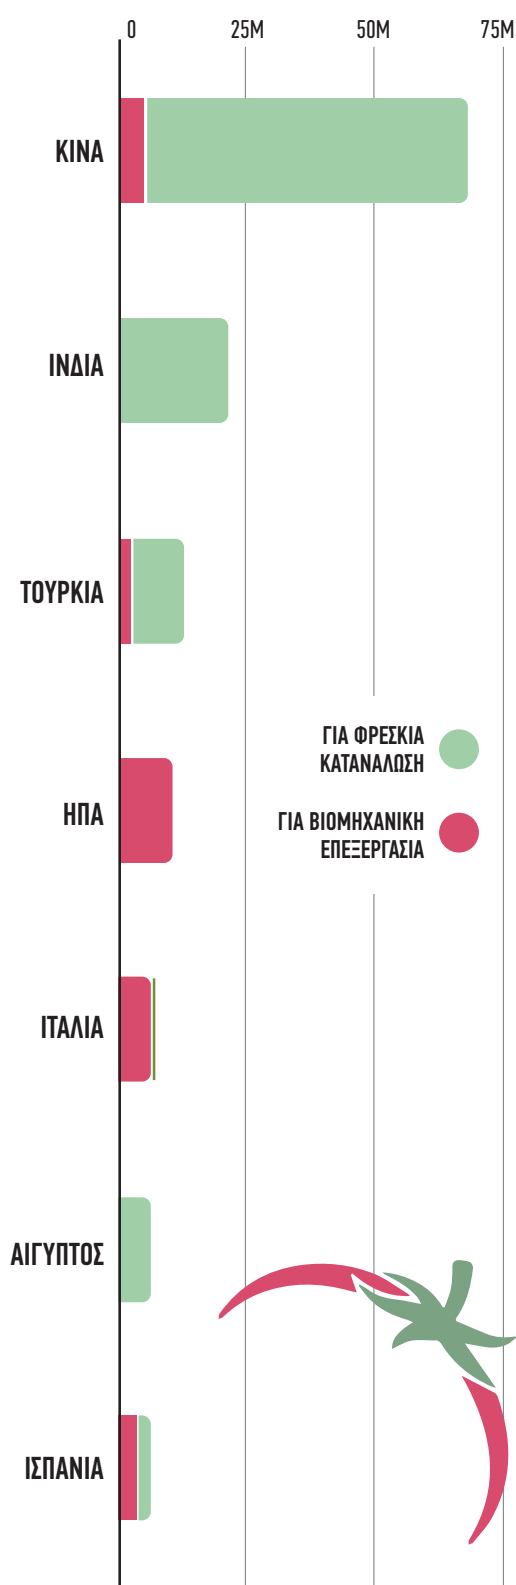 0 25M 50M 75M
ΚΙΝΑ
ΙΝΔΙΑ
ΤΟΥΡΚΙΑ
ΓΙΑ ΦΡΕΣΚΙΑ
ΚΑΤΑΝΑΛΩΣΗ
ΗΠΑ
ΓΙΑ ΒΙΟΜΗΧΑΝΙΚΗ
ΕΠΕΞΕΡΓΑΣΙΑ
ΙΤΑΛΙΑ
ΑΙΓΥΠΤΟΣ
ΙΣΠΑΝΙΑ